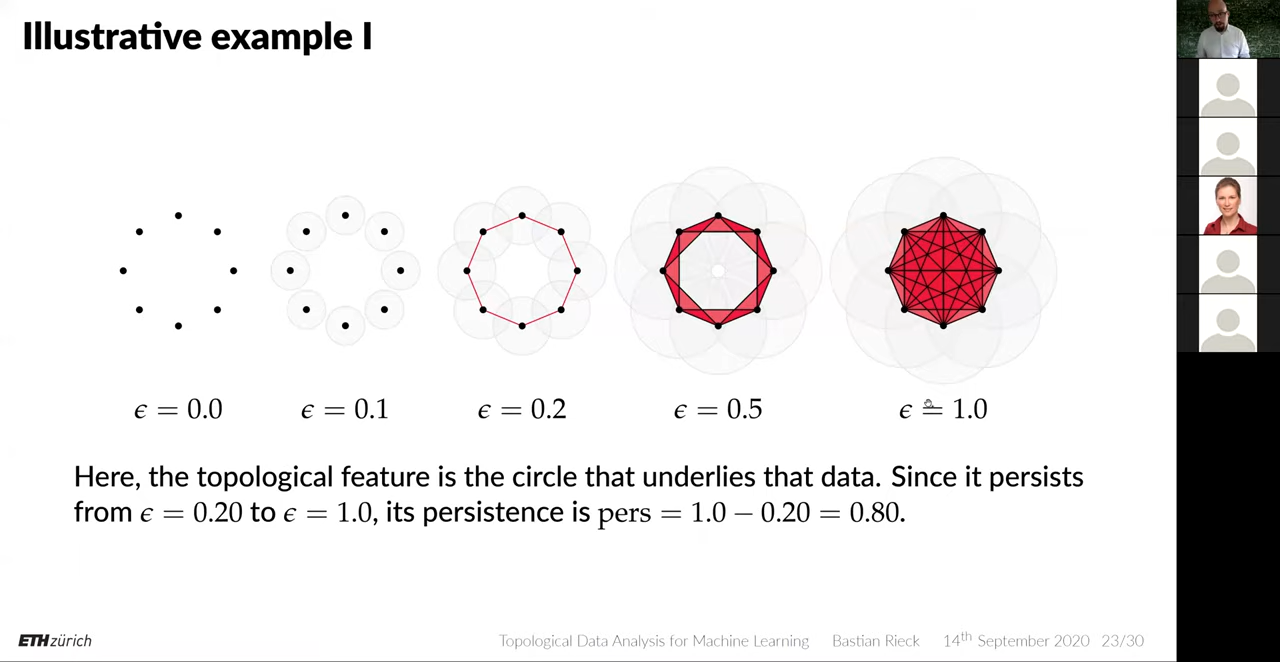 Illustrative example I
ϵ = 0.0
ϵ = 0.1
ϵ = 0.2
ϵ = 0.5
ϵ = 1.0
Here, the topological feature is the circle that underlies that data. Since it persists
from ϵ = 0.20 to ϵ = 1.0, its persistence is pers = 1.0 − 0.20 = 0.80.
ETH zürich
Topological Data Analysis for Machine Learning Bastian Rieck 14th September 2020 23/30